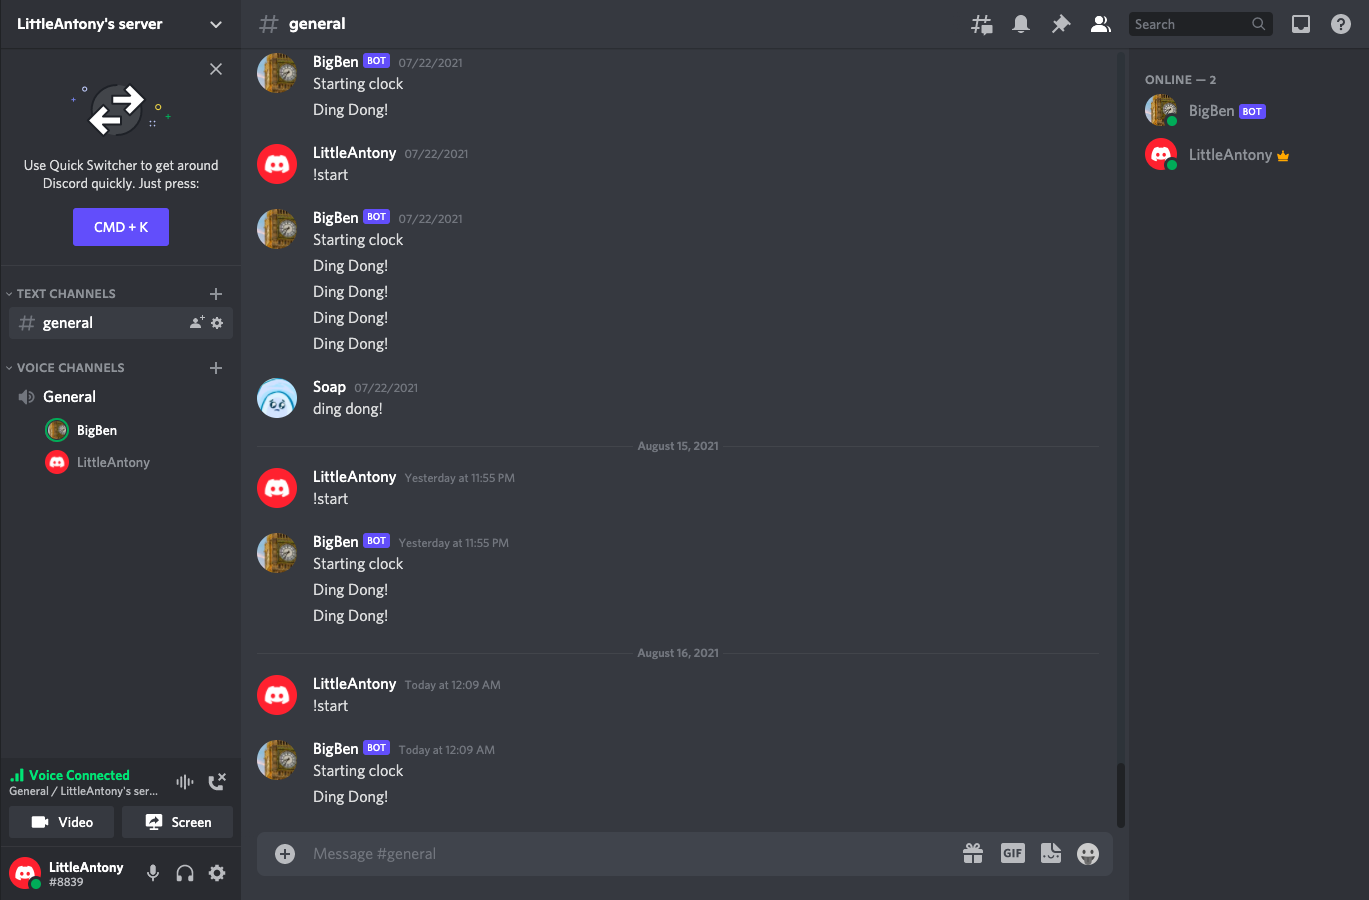 LittleAntony's server
Use Quick Switcher to get around
Discord quickly. Just press:
CMD + K
TEXT CHANNELS
general
VOICE CHANNELS
General
BigBen
LittleAntony
Voice Connected
General / LittleAntony's ser...
Video
Screen
LittleAntony
#8839
# general
BigBen BOT 07/22/2021
Starting clock
Ding Dong!
LittleAntony 07/22/2021
!start
BigBen BOT 07/22/2021
Starting clock
Ding Dong!
Ding Dong!
Ding Dong!
Ding Dong!
Soap 07/22/2021
ding dong!
August 15, 2021
LittleAntony Yesterday at 11:55 PM
!start
BigBen BOT Yesterday at 11:55 PM
Starting clock
Ding Dong!
Ding Dong!
August 16, 2021
LittleAntony Today at 12:09 AM
!start
BigBen BOT Today at 12:09 AM
Starting clock
Ding Dong!
Message #general
GIF
Search
ONLINE — 2
BigBen BOT
LittleAntony